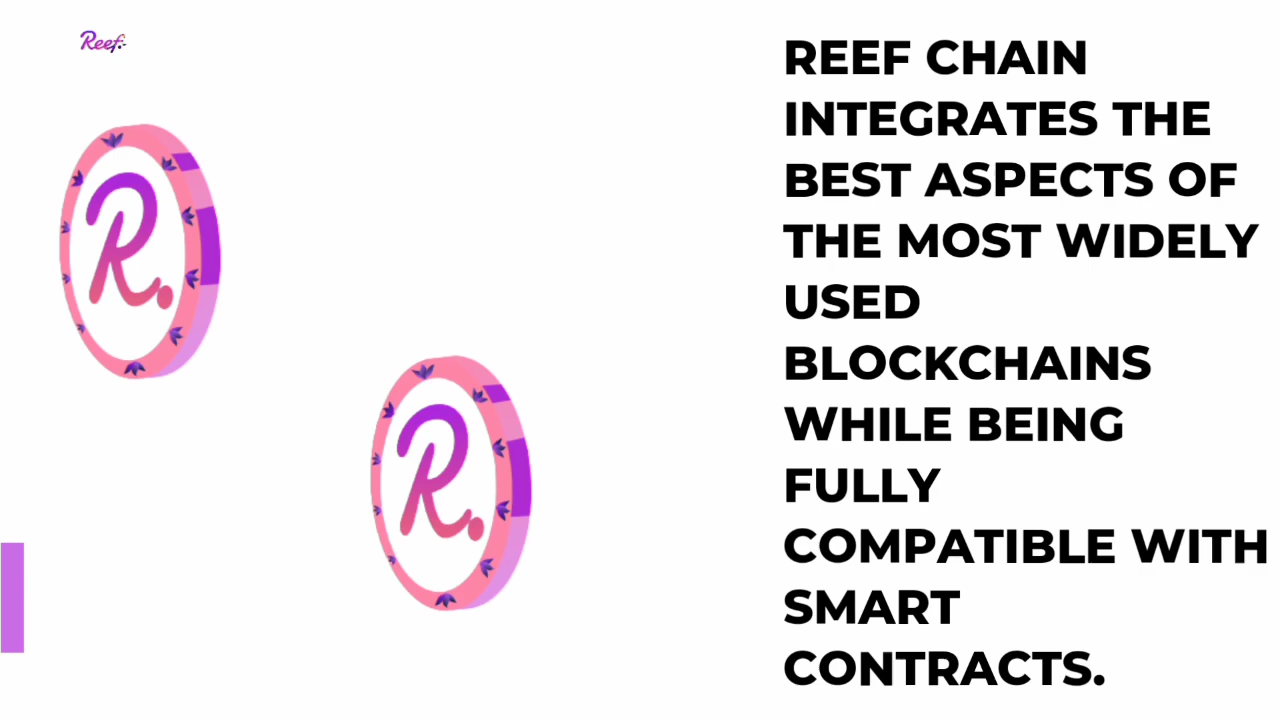 Reef.
REEF CHAIN
INTEGRATES THE
BEST ASPECTS OF
THE MOST WIDELY
USED
BLOCKCHAINS
WHILE BEING
FULLY
COMPATIBLE WITH
SMART
CONTRACTS.
R.
R.